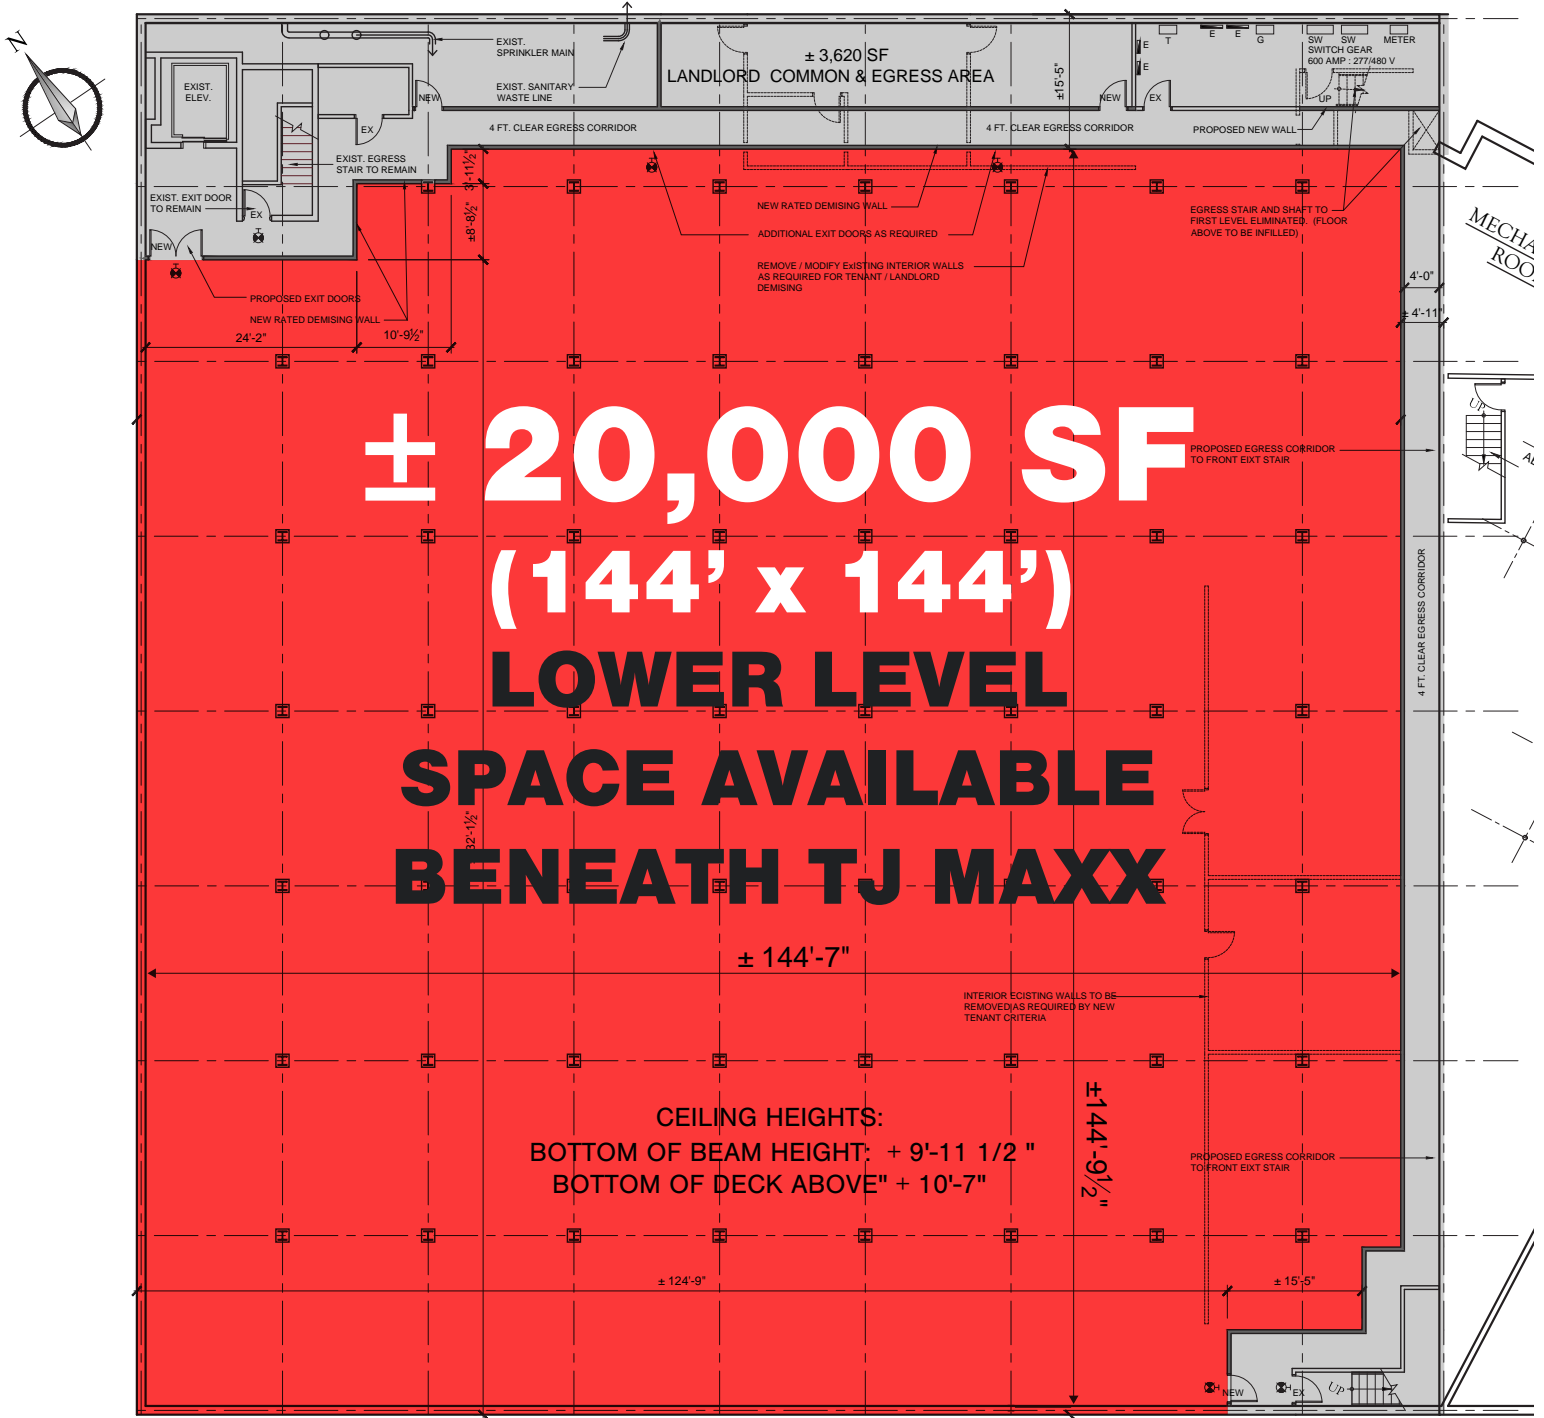 N
EXIST.
SPRINKLER MAIN
EXIST. SANITARY
WASTE LINE
EXIST.
ELEV.
± 3,620 SF
LANDLORD COMMON & EGRESS AREA
±15'-5"
T
E
E
G
E
E
SW
SW
METER
SWITCH GEAR
600 AMP : 277/480 V
UP
NEW
NEW
EX
EX
4 FT. CLEAR EGRESS CORRIDOR
4 FT. CLEAR EGRESS CORRIDOR
PROPOSED NEW WALL
EXIST. EGRESS
STAIR TO REMAIN
3'-11½"
±8'-8½"
EXIST. EXIT DOOR
TO REMAIN
EX
NEW
NEW RATED DEMISING WALL
ADDITIONAL EXIT DOORS AS REQUIRED
REMOVE / MODIFY ExISTING INTERIOR WALLS
AS REQUIRED FOR TENANT / LANDLORD
DEMISING
EGRESS STAIR AND SHAFT TO
FIRST LEVEL ELIMINATED. (FLOOR
ABOVE TO BE INFILLED)
4'-0"
± 4'-11"
PROPOSED EXIT DOORS
NEW RATED DEMISING WALL
24'-2"
10'-9½"
± 20,000 SF
(144’ x 144’)
LOWER LEVEL
SPACE AVAILABLE
BENEATH TJ MAXX
PROPOSED EGRESS CORRIDOR
TO FRONT EIXT STAIR
UP
4 FT. CLEAR EGRESS CORRIDOR
± 144'-7"
INTERIOR ECISTING WALLS TO BE
REMOVED AS REQUIRED BY NEW
TENANT CRITERIA
±144'-9½"
CEILING HEIGHTS:
BOTTOM OF BEAM HEIGHT: + 9'-11 1/2 "
BOTTOM OF DECK ABOVE" + 10'-7"
PROPOSED EGRESS CORRIDOR
TO FRONT EIXT STAIR
± 124'-9"
± 15'-5"
NEW
EX
UP